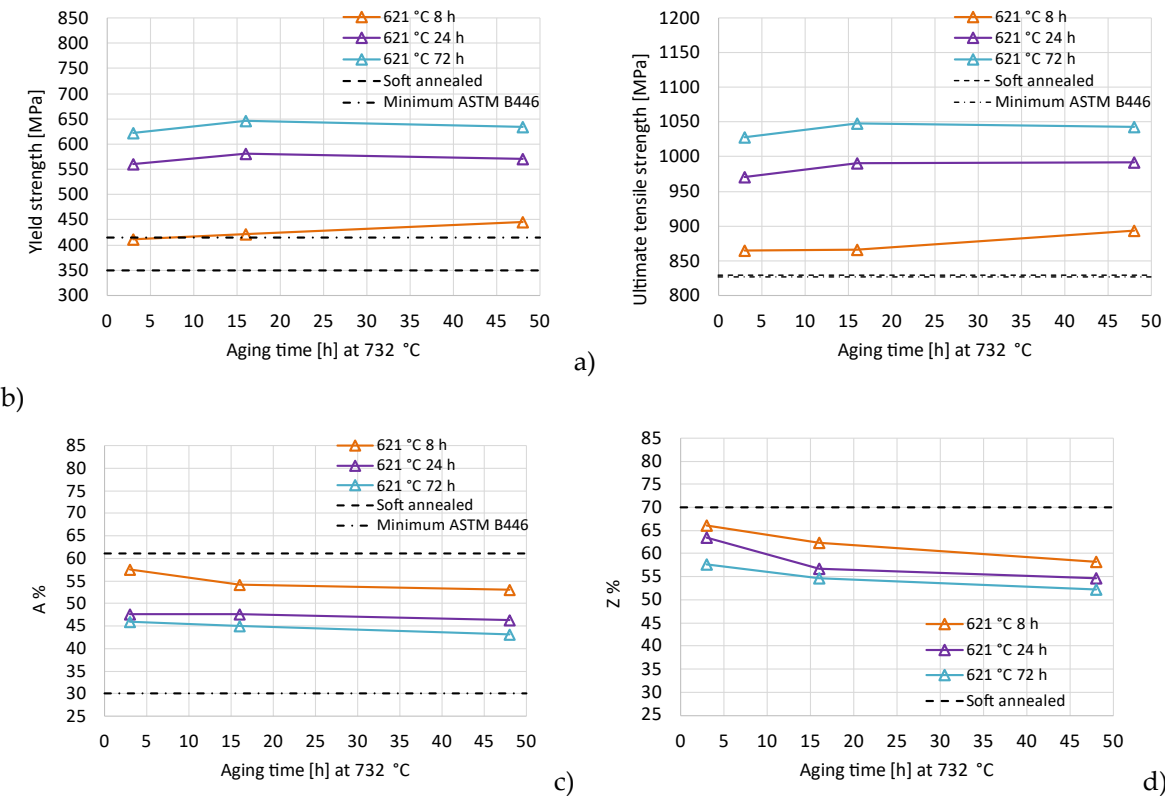 850
800
750
700
650
600
550
500
450
400
350
300
Yield strength [MPa]
621 °C 8 h
621 °C 24 h
621 °C 72 h
Soft annealed
Minimum ASTM B446
0 5 10 15 20 25 30 35 40 45 50
Aging time [h] at 732 °C
a)
1200
1150
1100
1050
1000
950
900
850
800
Ultimate tensile strength [MPa]
621 °C 8 h
621 °C 24 h
621 °C 72 h
Soft annealed
Minimum ASTM B446
0 5 10 15 20 25 30 35 40 45 50
Aging time [h] at 732 °C
b)
85
80
75
70
65
60
55
50
45
40
35
30
25
A %
621 °C 8 h
621 °C 24 h
621 °C 72 h
Soft annealed
Minimum ASTM B446
0 5 10 15 20 25 30 35 40 45 50
Aging time [h] at 732 °C
c)
85
80
75
70
65
60
55
50
45
40
35
30
25
Z %
621 °C 8 h
621 °C 24 h
621 °C 72 h
Soft annealed
0 5 10 15 20 25 30 35 40 45 50
Aging time [h] at 732 °C
d)